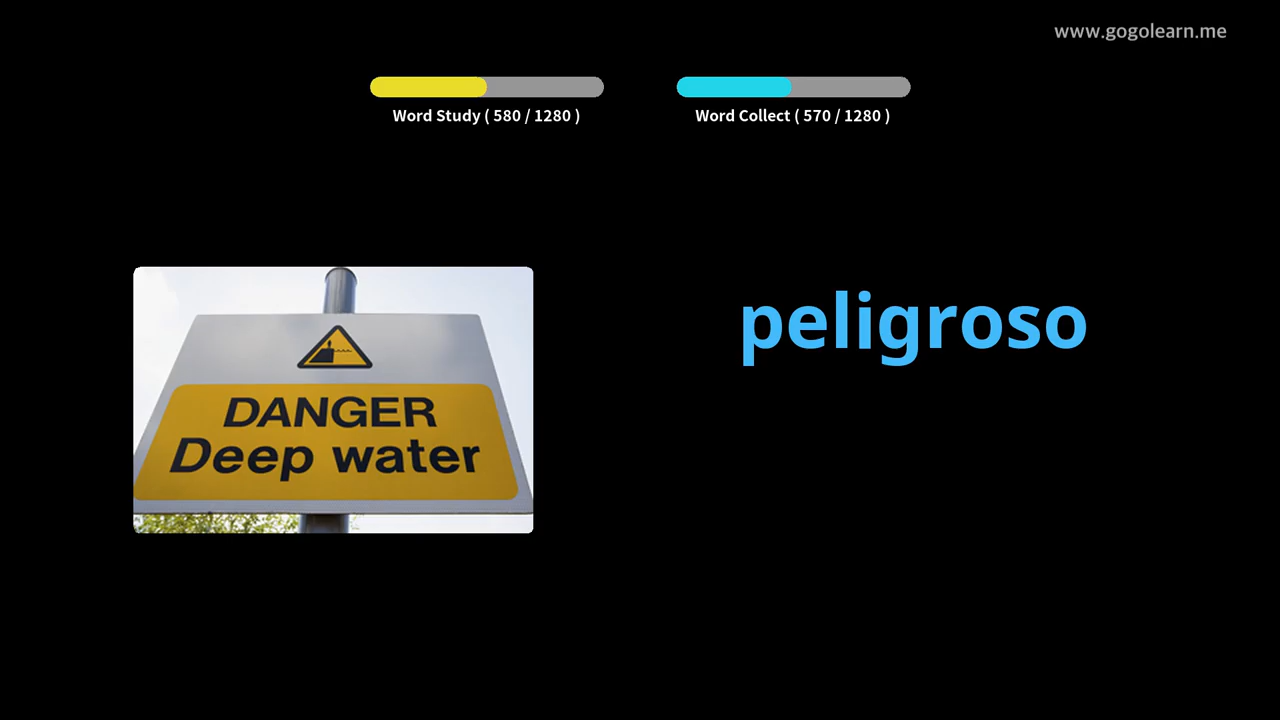 www.gogolearn.me
Word Study ( 580 / 1280 )
Word Collect ( 570 / 1280 )
DANGER
Deep water
peligroso